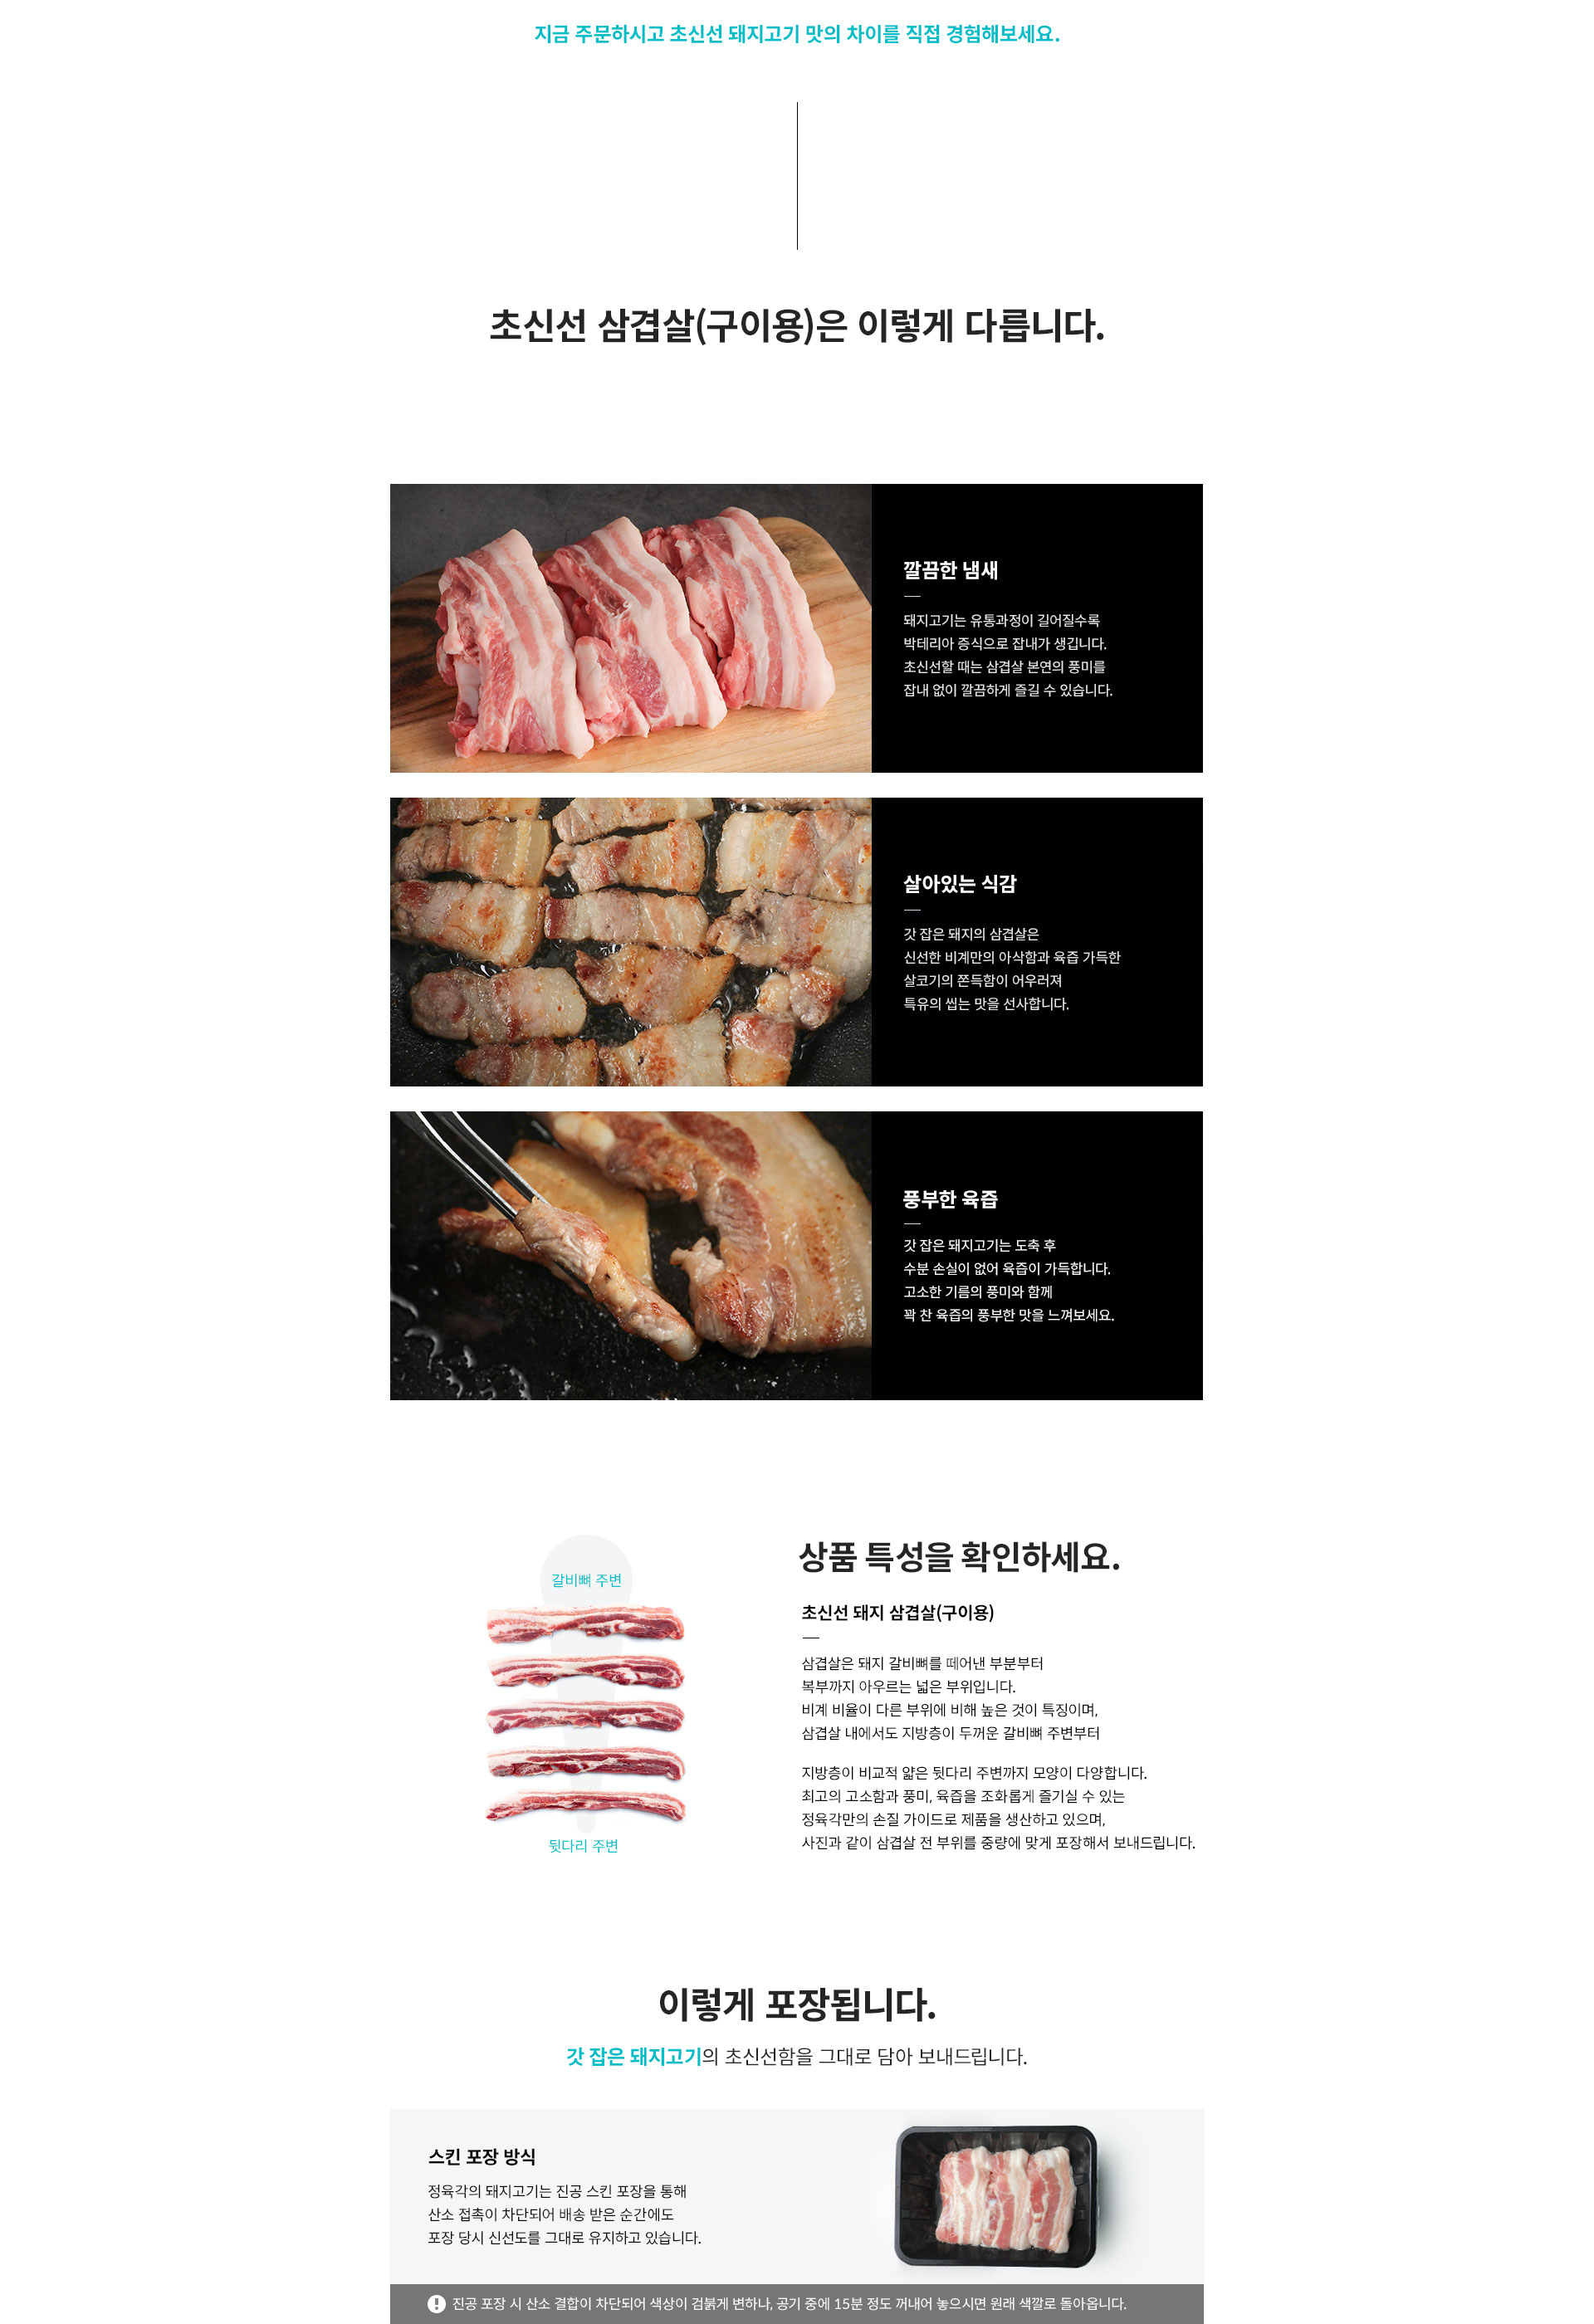 지금 주문하시고 초신선 돼지고기 맛의 차이를 직접 경험해보세요.
초신선 삼겹살(구이용)은 이렇게 다릅니다.
깔끔한 냄새
돼지고기는 유통과정이 길어질수록
박테리아 증식으로 잡내가 생깁니다.
초신선할 때는 삼겹살 본연의 풍미를
잡내 없이 깔끔하게 즐길 수 있습니다.
살아있는 식감
갓 잡은 돼지의 삼겹살은
신선한 비계만의 아삭함과 육즙 가득한
살코기의 쫀득함이 어우러져
특유의 씹는 맛을 선사합니다.
풍부한 육즙
갓 잡은 돼지고기는 도축 후
수분 손실이 없어 육즙이 가득합니다.
고소한 기름의 풍미와 함께
꽉 찬 육즙의 풍부한 맛을 느껴보세요.
갈비뼈 주변
뒷다리 주변
상품 특성을 확인하세요.
초신선 돼지 삼겹살(구이용)
삼겹살은 돼지 갈비뼈를 떼어낸 부분부터
복부까지 아우르는 넓은 부위입니다.
비계 비율이 다른 부위에 비해 높은 것이 특징이며,
삼겹살 내에서도 지방층이 두꺼운 갈비뼈 주변부터
지방층이 비교적 얇은 뒷다리 주변까지 모양이 다양합니다.
최고의 고소함과 풍미, 육즙을 조화롭게 즐기실 수 있는
정육각만의 손질 가이드로 제품을 생산하고 있으며,
사진과 같이 삼겹살 전 부위를 중량에 맞게 포장해서 보내드립니다.
이렇게 포장됩니다.
갓 잡은 돼지고기의 초신선함을 그대로 담아 보내드립니다.
스킨 포장 방식
정육각의 돼지고기는 진공 스킨 포장을 통해
산소 접촉이 차단되어 배송 받은 순간에도
포장 당시 신선도를 그대로 유지하고 있습니다.
진공 포장 시 산소 결합이 차단되어 색상이 검붉게 변하나, 공기 중에 15분 정도 꺼내어 놓으시면 원래 색깔로 돌아옵니다.